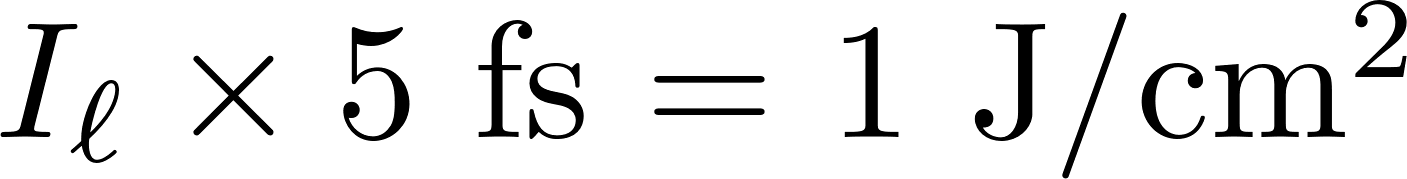 I_ℓ × 5 fs = 1 J/cm²